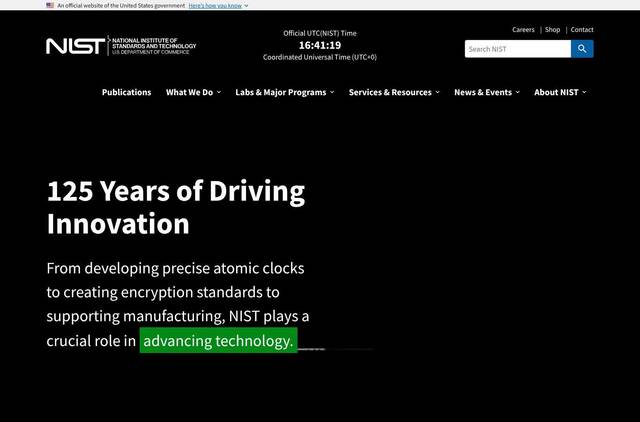 An official website of the United States government Here's how you know
Careers | Shop | Contact
Official UTC(NIST) Time
16:41:19
Coordinated Universal Time (UTC+0)
NIST NATIONAL INSTITUTE OF
STANDARDS AND TECHNOLOGY
U.S. DEPARTMENT OF COMMERCE
Search NIST
Publications What We Do Labs & Major Programs Services & Resources News & Events About NIST
125 Years of Driving
Innovation
From developing precise atomic clocks
to creating encryption standards to
supporting manufacturing, NIST plays a
crucial role in advancing technology.